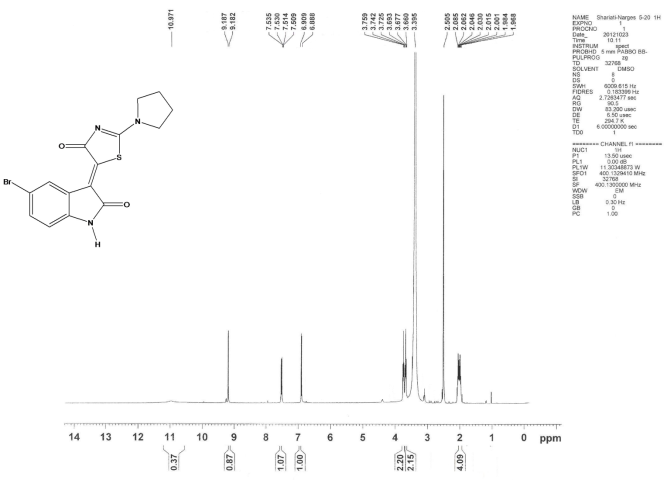 10.971
9.187
9.182
7.535
7.530
7.514
7.509
6.909
6.888
3.759
3.742
3.725
3.693
3.677
3.660
3.395
2.505
2.085
2.062
2.046
2.030
2.015
2.001
1.984
1.968
NAME Shariati-Narges 5-20 1H
EXPNO 1
PROCNO 1
Date_ 20121023
Time 10.11
INSTRUM spect
PROBHD 5 mm PABBO BB-
PULPROG zg
TD 32768
SOLVENT DMSO
NS 8
DS 0
SWH 6009.615 Hz
FIDRES 0.183399 Hz
AQ 2.7263477 sec
RG 90.5
DW 83.200 usec
DE 6.50 usec
TE 294.7 K
D1 6.00000000 sec
TD0 1
======== CHANNEL f1 ========
NUC1 1H
P1 13.50 usec
PL1 0.00 dB
PL1W 11.30348873 W
SFO1 400.1329410 MHz
SI 32768
SF 400.1300000 MHz
WDW EM
SSB 0
LB 0.30 Hz
GB 0
PC 1.00
N
N
O
S
Br
O
N
H
14 13 12 11 10 9 8 7 6 5 4 3 2 1 0 ppm
0.37
0.87
1.07
1.00
2.20
2.15
4.09